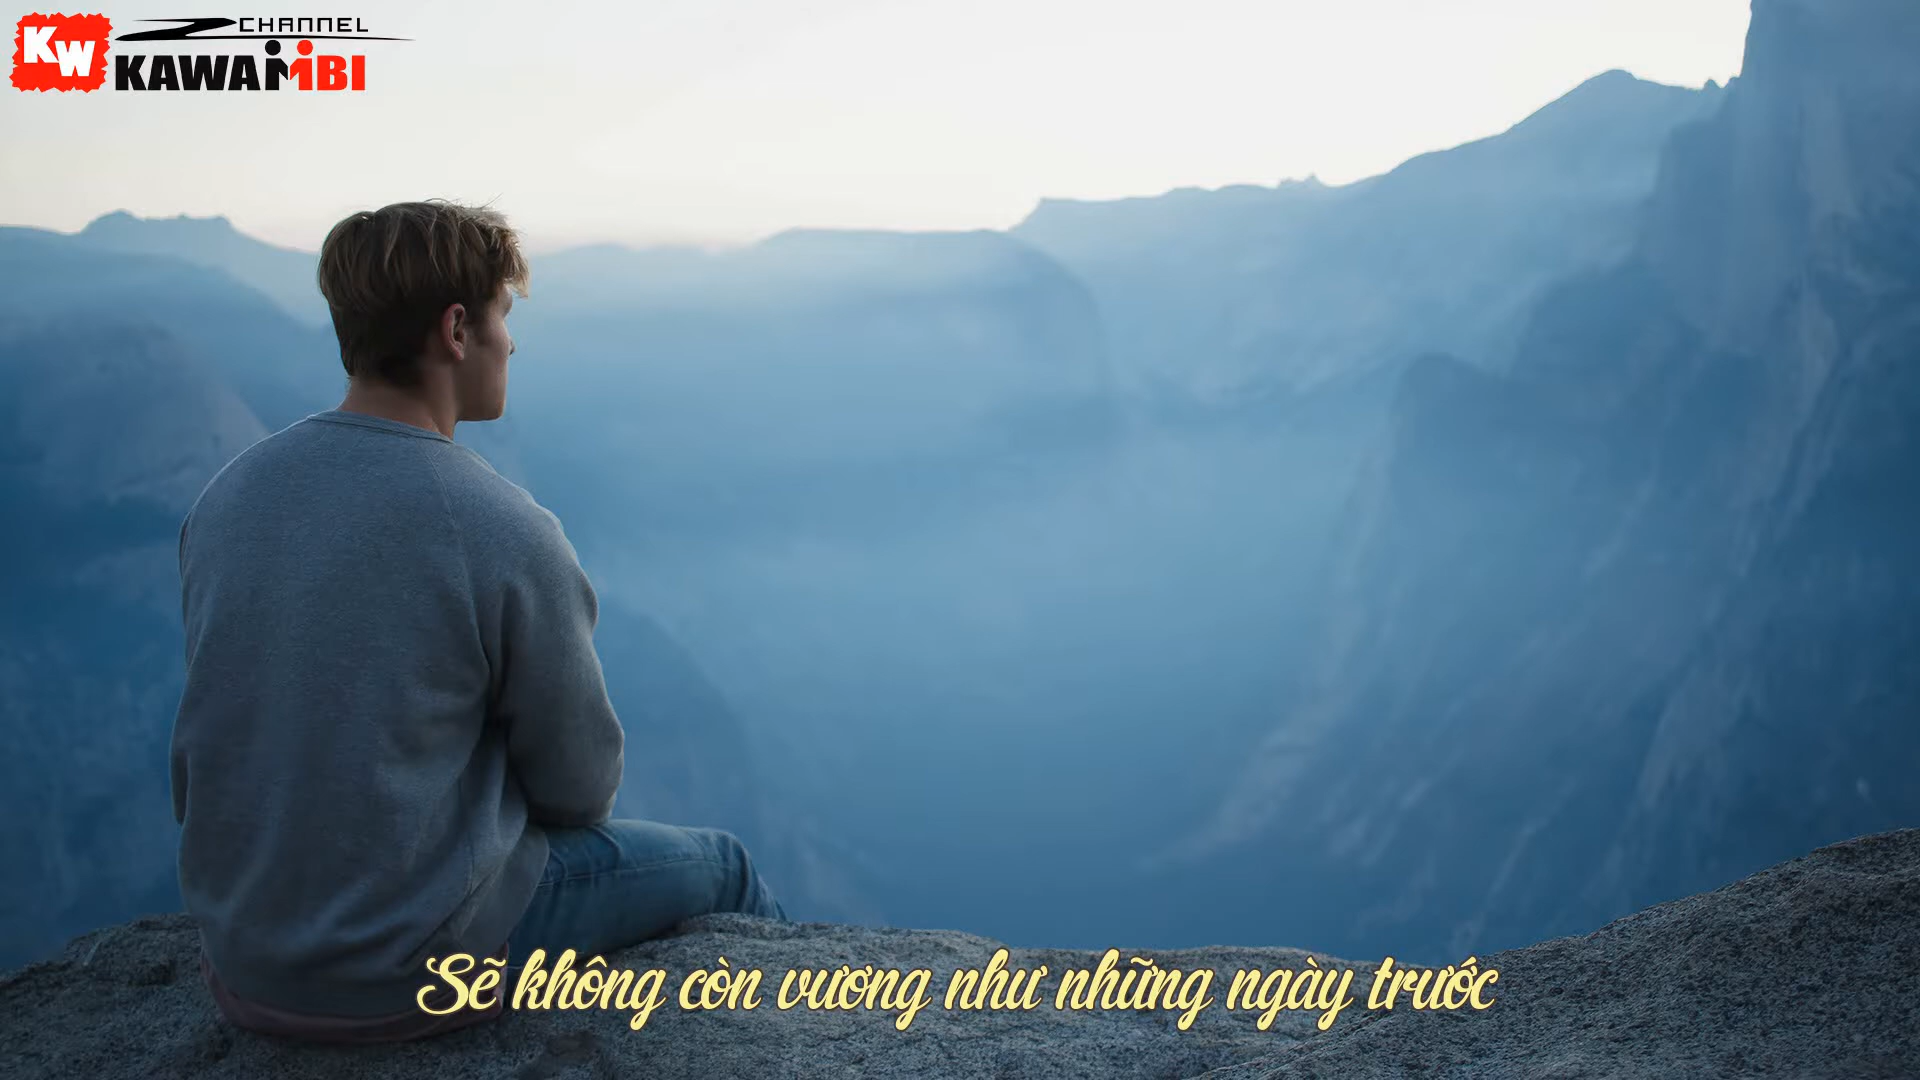 KW
CHANNEL
KAWAMBI
Sẽ không còn vương như những ngày trước